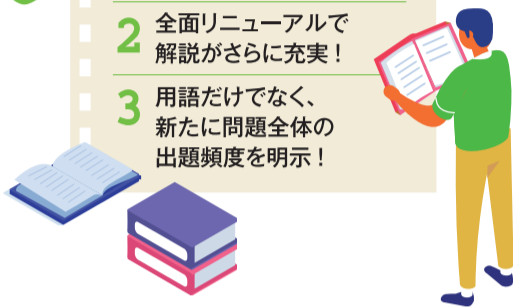 2 全面リニューアルで
解説がさらに充実！
3 用語だけでなく、
新たに問題全体の
出題頻度を明示！